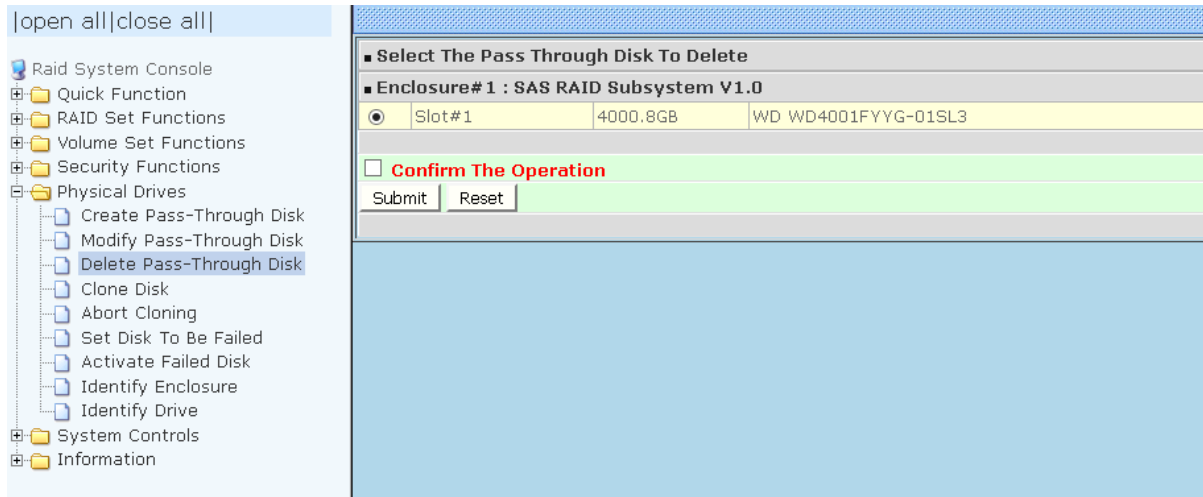 |open all|close all|
Raid System Console
Quick Function
RAID Set Functions
Volume Set Functions
Security Functions
Physical Drives
Create Pass-Through Disk
Modify Pass-Through Disk
Delete Pass-Through Disk
Clone Disk
Abort Cloning
Set Disk To Be Failed
Activate Failed Disk
Identify Enclosure
Identify Drive
System Controls
Information
Select The Pass Through Disk To Delete
Enclosure#1 : SAS RAID Subsystem V1.0
Slot#1 4000.8GB WD WD4001FYYG-01SL3
Confirm The Operation
Submit Reset